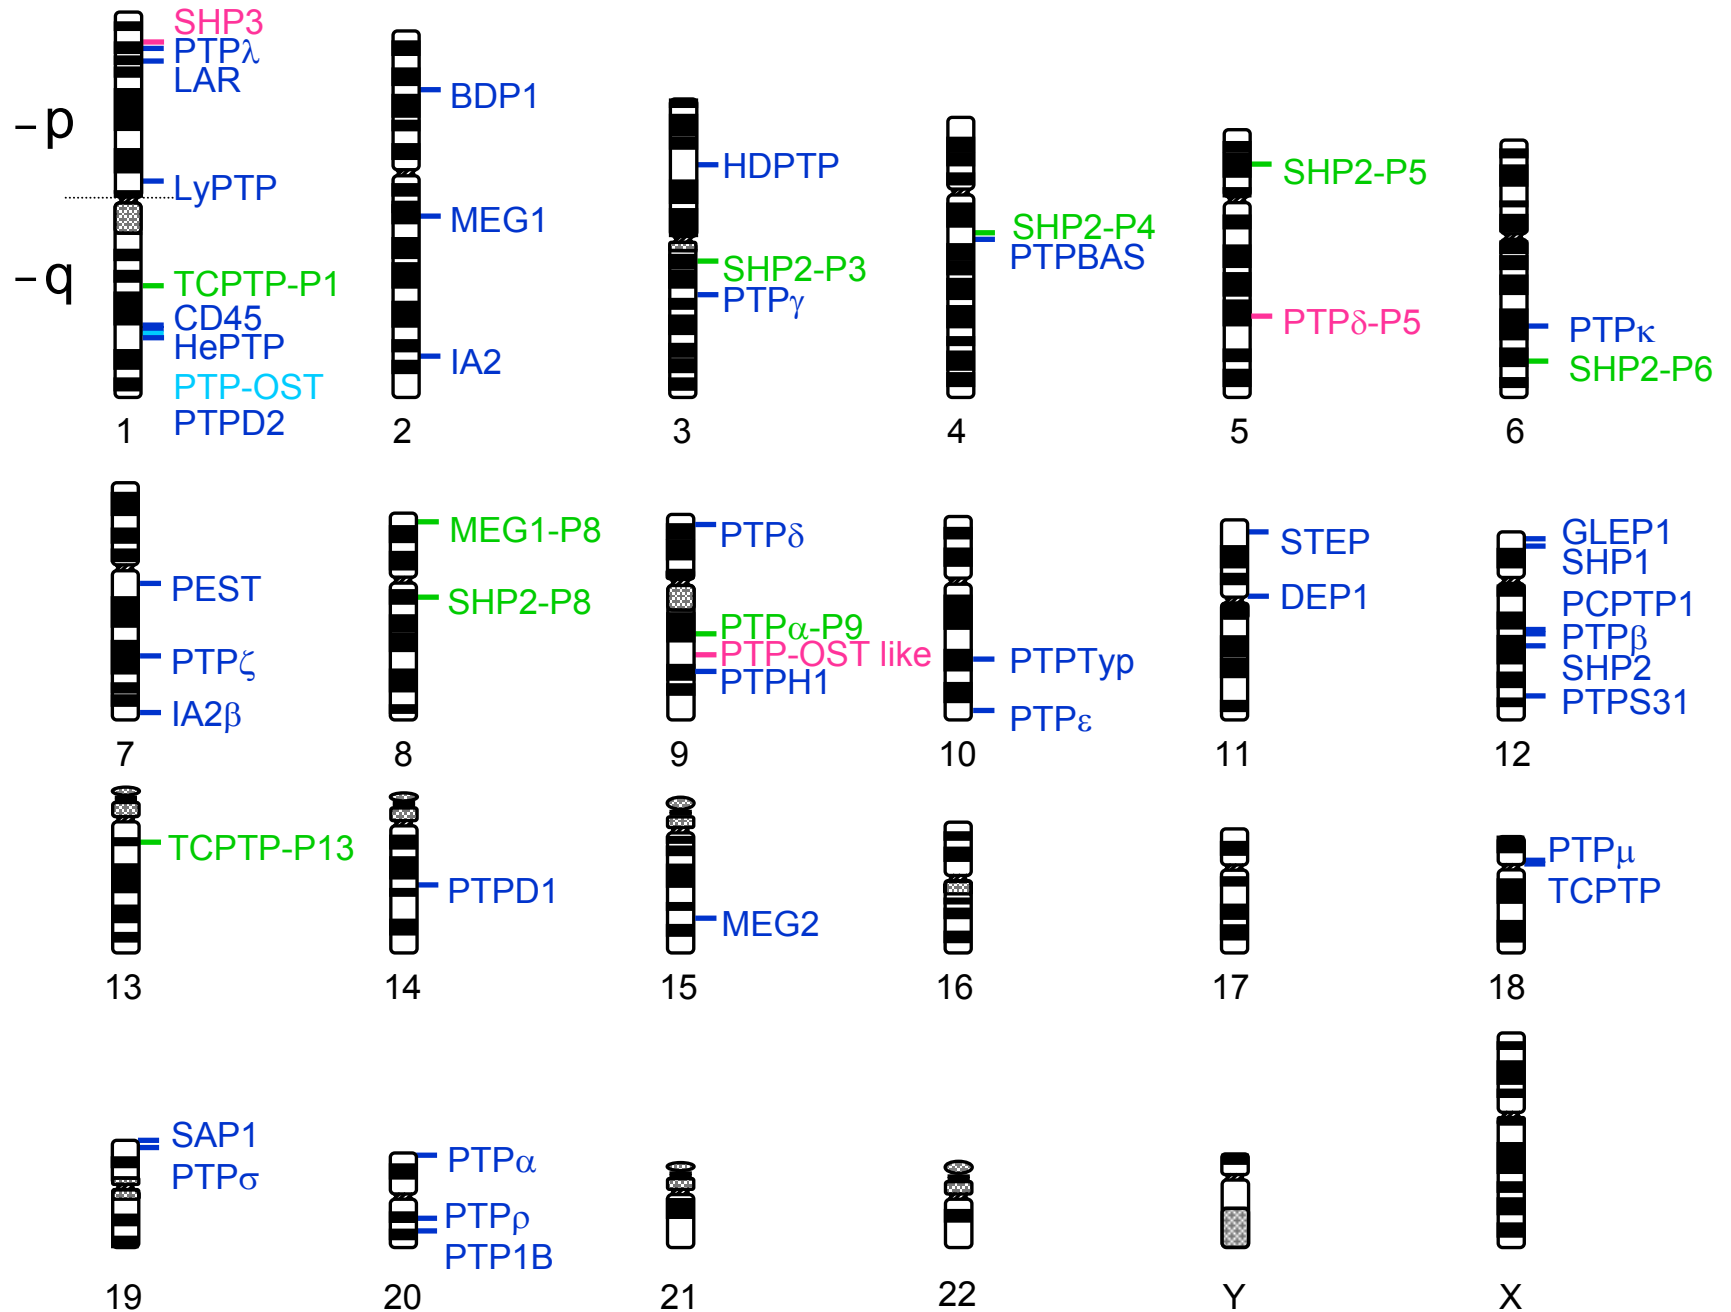 SHP3
PTPλ
LAR
–p
LyPTP
–q
TCPTP-P1
CD45
HePTP
PTP-OST
PTPD2
1
BDP1
MEG1
IA2
2
HDPTP
SHP2-P3
PTPγ
3
SHP2-P4
PTPBAS
4
SHP2-P5
PTPδ-P5
5
PTPκ
SHP2-P6
6
PEST
PTPζ
IA2β
7
MEG1-P8
SHP2-P8
8
PTPδ
PTPα-P9
PTP-OST like
PTPH1
9
PTPTyp
PTPε
10
STEP
DEP1
11
GLEP1
SHP1
PCPTP1
PTPβ
SHP2
PTPS31
12
TCPTP-P13
13
PTPD1
14
MEG2
15
16
17
PTPμ
TCPTP
18
SAP1
PTPσ
19
PTPα
PTPρ
PTP1B
20
21
22
Y
X